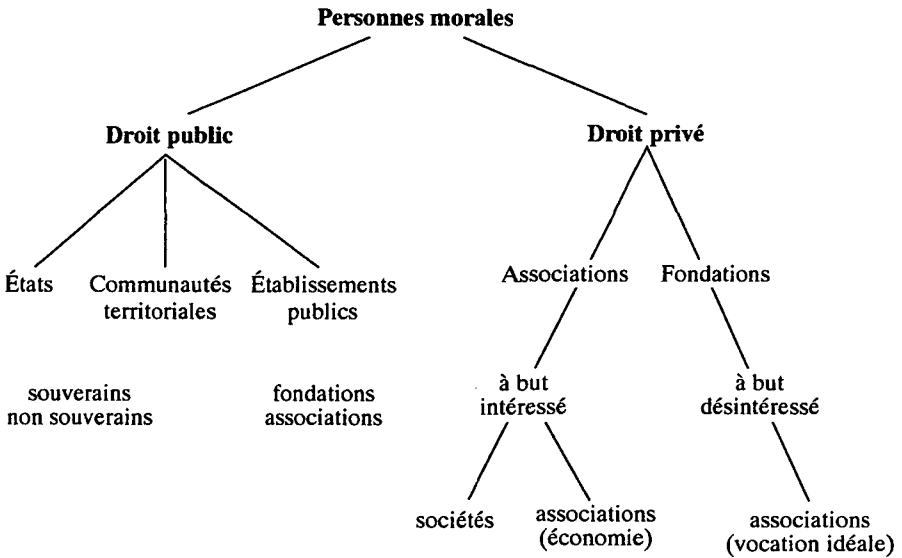 Personnes morales
Droit public
Droit privé
États
Communautés
territoriales
Établissements
publics
Associations
Fondations
souverains
non souverains
fondations
associations
à but
intéressé
à but
désintéressé
sociétés
associations
(économie)
associations
(vocation idéale)